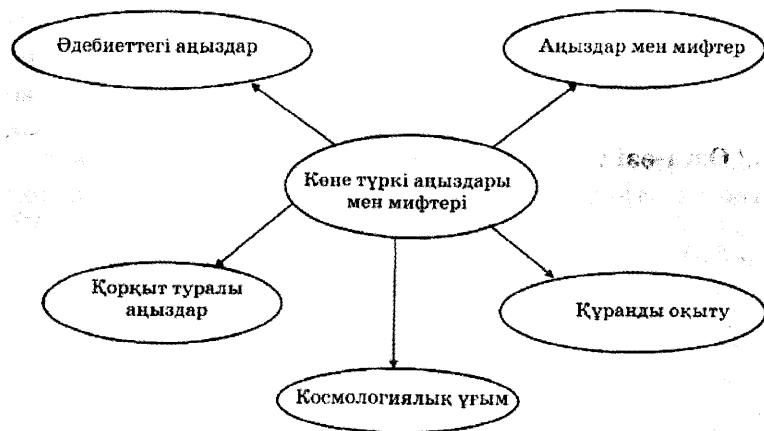 Әдебиеттегі аңыздар
Аңыздар мен мифтер
Көне түркі аңыздары
мен мифтері
Қорқыт туралы
аңыздар
Құранды оқыту
Космологиялық ұғым